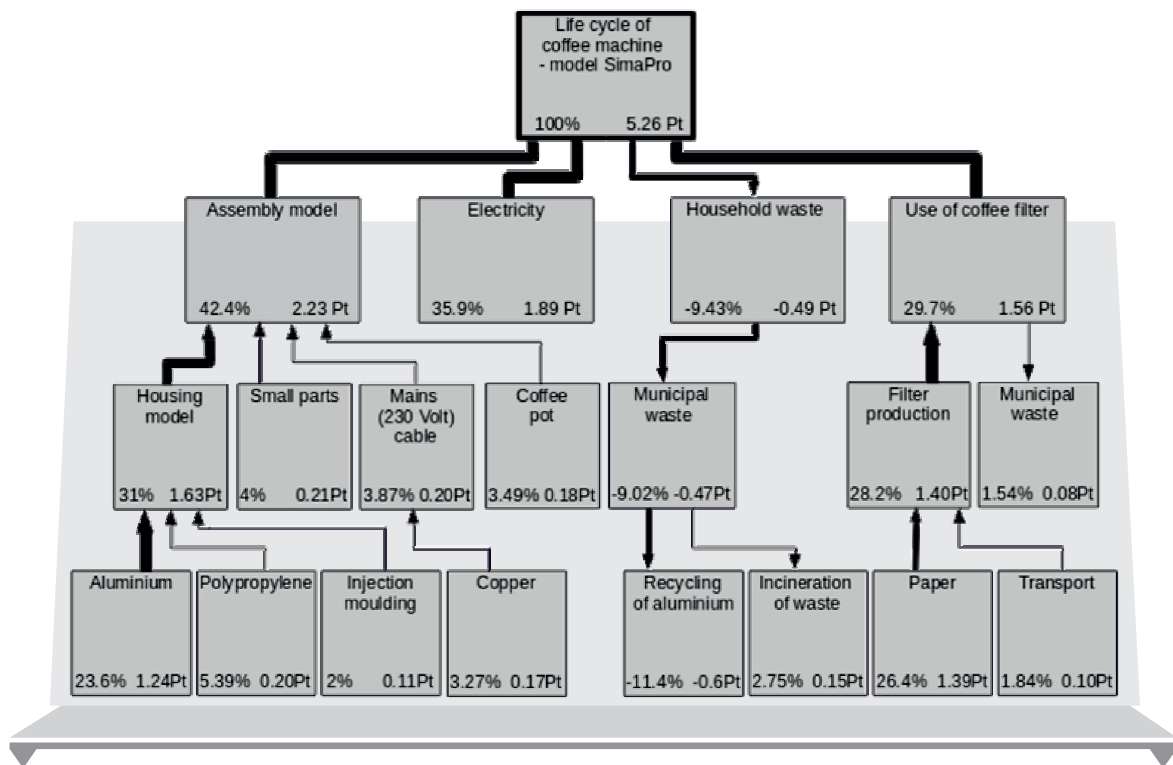 Life cycle of
coffee machine
- model SimaPro
100% 5.26 Pt
Assembly model
42.4% 2.23 Pt
Electricity
35.9% 1.89 Pt
Household waste
-9.43% -0.49 Pt
Use of coffee filter
29.7% 1.56 Pt
Housing
model
31% 1.63Pt
Small parts
4% 0.21Pt
Mains
(230 Volt)
cable
3.87% 0.20Pt
Coffee
pot
3.49% 0.18Pt
Municipal
waste
-9.02% -0.47Pt
Filter
production
28.2% 1.40Pt
Municipal
waste
1.54% 0.08Pt
Aluminium
23.6% 1.24Pt
Polypropylene
5.39% 0.20Pt
Injection
moulding
2% 0.11Pt
Copper
3.27% 0.17Pt
Recycling
of aluminium
-11.4% -0.6Pt
Incineration
of waste
2.75% 0.15Pt
Paper
26.4% 1.39Pt
Transport
1.84% 0.10Pt